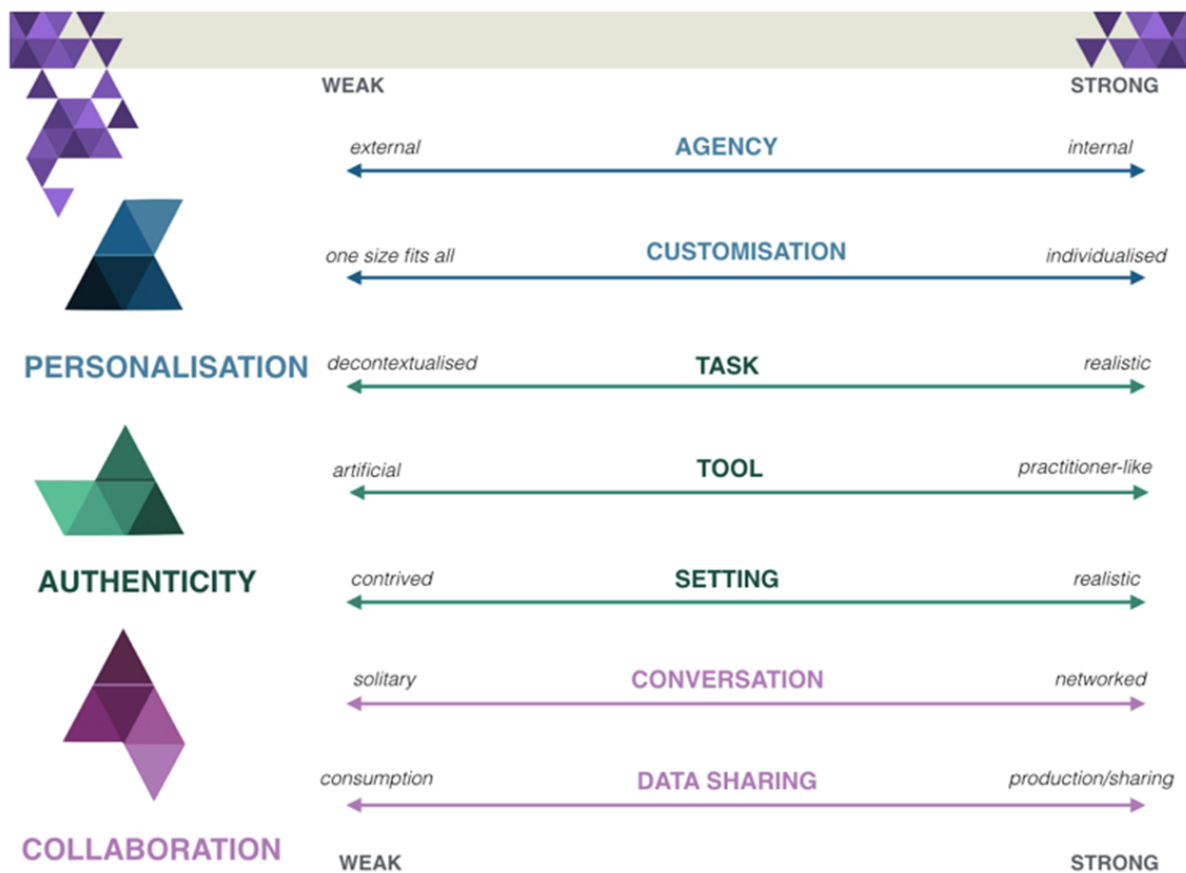 WEAK STRONG
external AGENCY internal
one size fits all CUSTOMISATION individualised
PERSONALISATION
decontextualised TASK realistic
artificial TOOL practitioner-like
AUTHENTICITY
contrived SETTING realistic
solitary CONVERSATION networked
consumption DATA SHARING production/sharing
COLLABORATION
WEAK STRONG